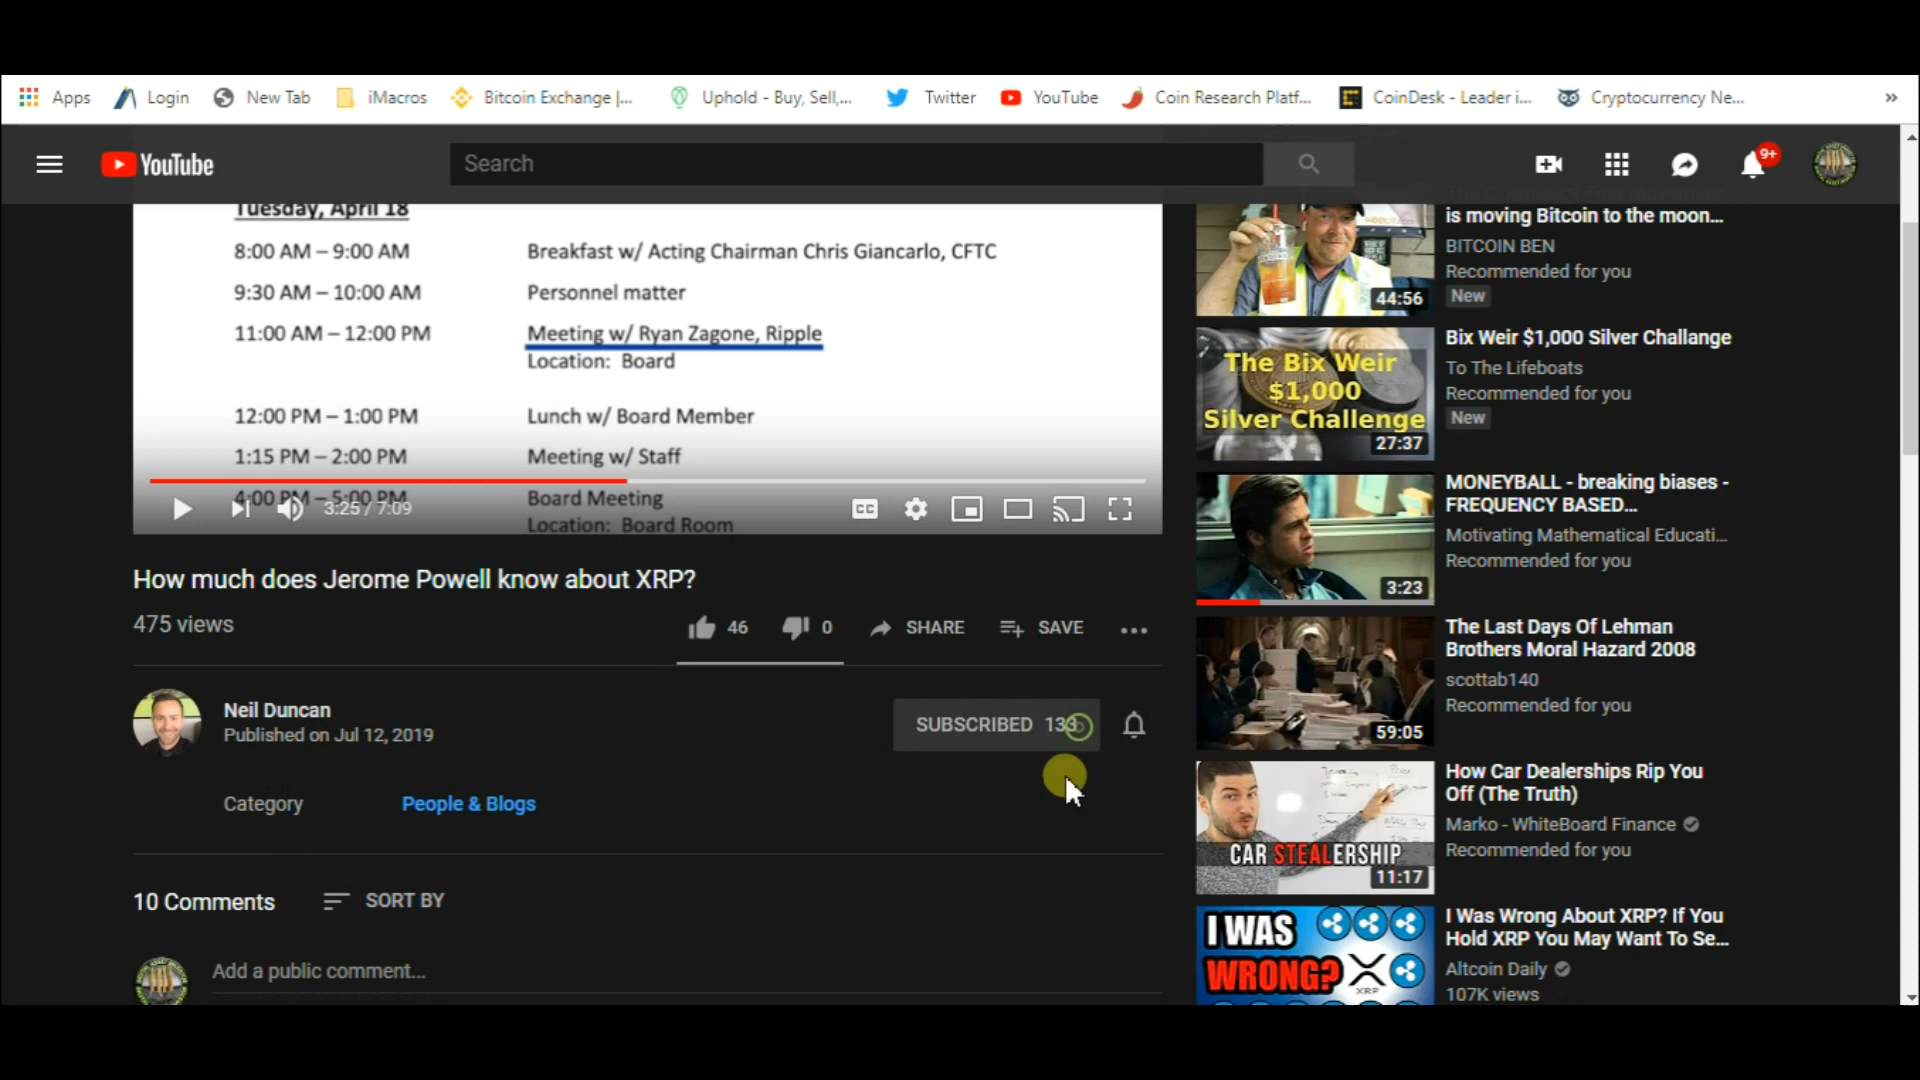 Apps Login New Tab iMacros Bitcoin Exchange |... Uphold - Buy, Sell,... Twitter YouTube Coin Research Platf... CoinDesk - Leader i... Cryptocurrency Ne... »
YouTube Search 9+
Tuesday, April 18
8:00 AM – 9:00 AM Breakfast w/ Acting Chairman Chris Giancarlo, CFTC
9:30 AM – 10:00 AM Personnel matter
11:00 AM – 12:00 PM Meeting w/ Ryan Zagone, Ripple
Location: Board
12:00 PM – 1:00 PM Lunch w/ Board Member
1:15 PM – 2:00 PM Meeting w/ Staff
4:00 PM – 5:00 PM Board Meeting
Location: Board Room
3:25 / 7:09
CC
How much does Jerome Powell know about XRP?
475 views
46 0 SHARE SAVE
Neil Duncan
Published on Jul 12, 2019
SUBSCRIBED 133
Category People & Blogs
10 Comments SORT BY
Add a public comment...
is moving Bitcoin to the moon...
BITCOIN BEN
Recommended for you
New
44:56
The Bix Weir
$1,000
Silver Challenge
27:37
Bix Weir $1,000 Silver Challange
To The Lifeboats
Recommended for you
New
3:23
MONEYBALL - breaking biases -
FREQUENCY BASED...
Motivating Mathematical Educati...
Recommended for you
59:05
The Last Days Of Lehman
Brothers Moral Hazard 2008
scottab140
Recommended for you
CAR STEALERSHIP
11:17
How Car Dealerships Rip You
Off (The Truth)
Marko - WhiteBoard Finance
Recommended for you
I WAS
WRONG?
XRP
I Was Wrong About XRP? If You
Hold XRP You May Want To Se...
Altcoin Daily
107K views